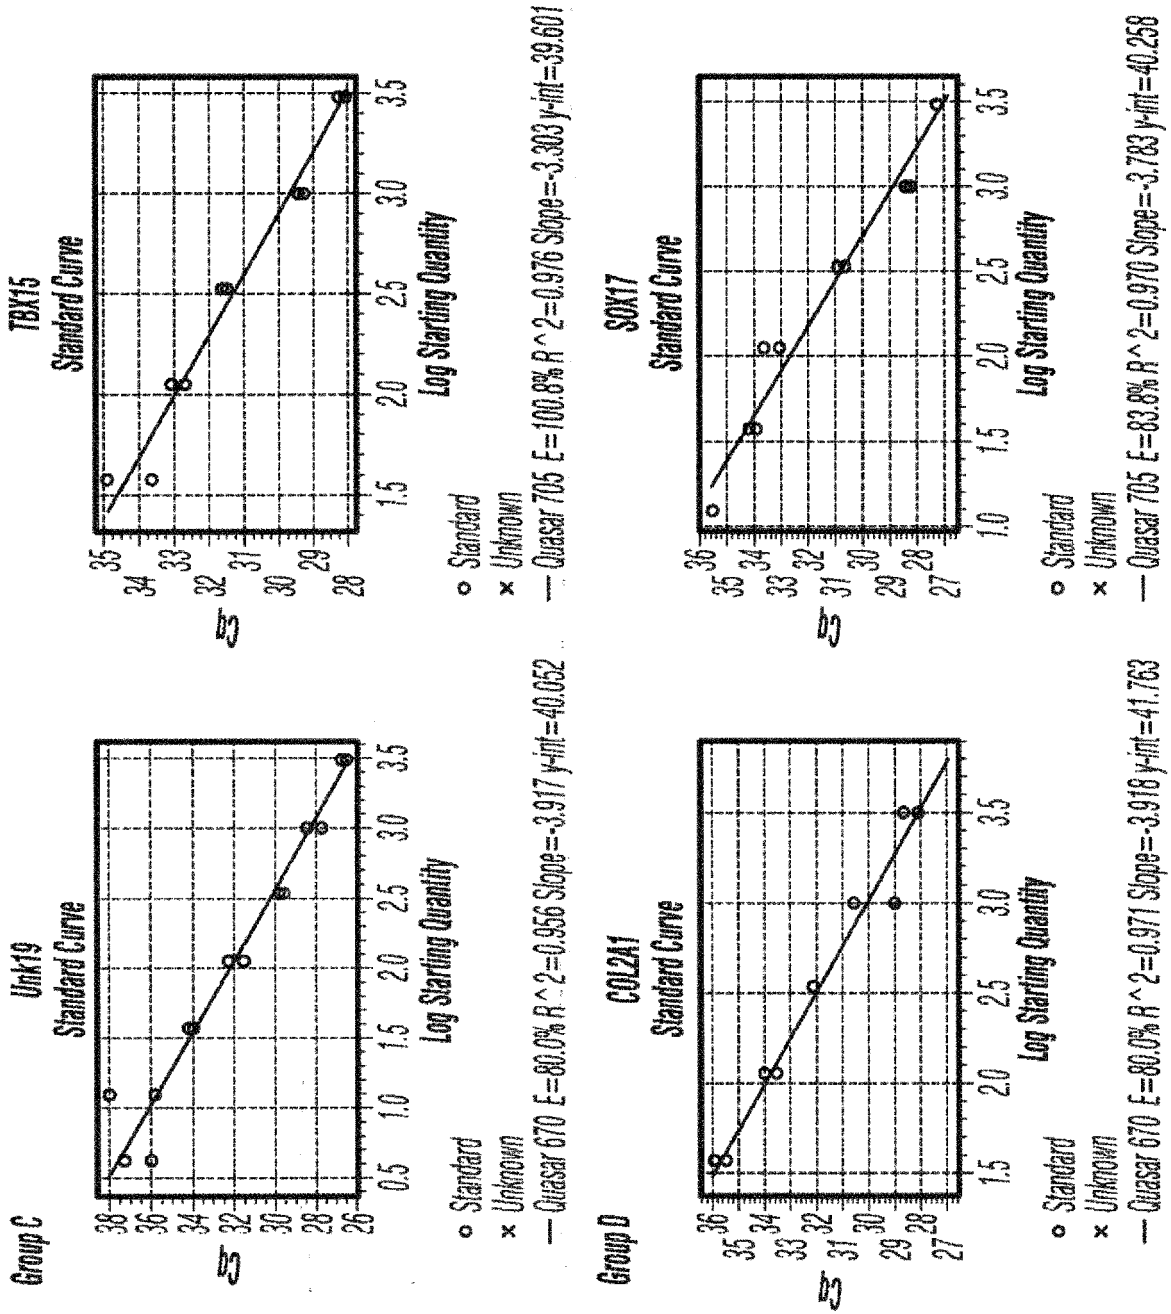 Group C
Unk19
Standard Curve
Cq
38
36
34
32
30
28
26
0.5 1.0 1.5 2.0 2.5 3.0 3.5
Log Starting Quantity
o Standard
x Unknown
— Quasar 670 E=80.0% R^2=0.956 Slope=-3.917 y-int=40.052
TBX15
Standard Curve
Cq
35
34
33
32
31
30
29
28
1.5 2.0 2.5 3.0 3.5
Log Starting Quantity
o Standard
x Unknown
— Quasar 705 E=100.8% R^2=0.976 Slope=-3.303 y-int=39.601
Group D
COL2A1
Standard Curve
Cq
36
35
34
33
32
31
30
29
28
27
1.5 2.0 2.5 3.0 3.5
Log Starting Quantity
o Standard
x Unknown
— Quasar 670 E=80.0% R^2=0.971 Slope=-3.918 y-int=41.763
SOX17
Standard Curve
Cq
36
35
34
33
32
31
30
29
28
27
1.0 1.5 2.0 2.5 3.0 3.5
Log Starting Quantity
o Standard
x Unknown
— Quasar 705 E=83.8% R^2=0.970 Slope=-3.783 y-int=40.258